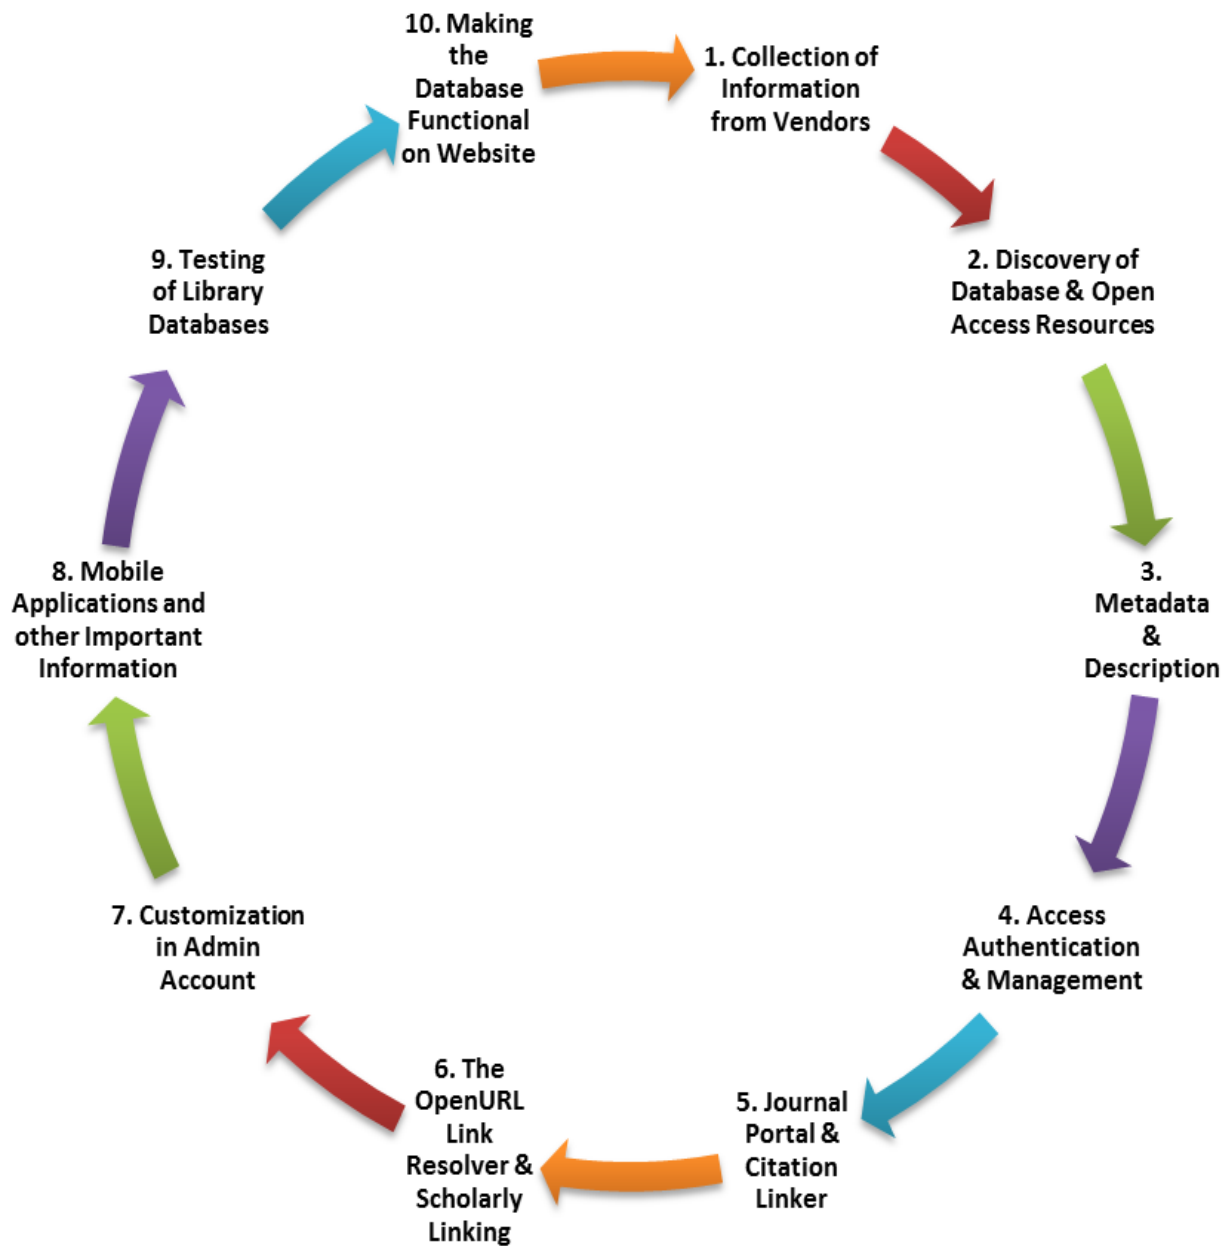 1. Collection of
Information
from Vendors
2. Discovery of
Database & Open
Access Resources
3.
Metadata
&
Description
4. Access
Authentication
& Management
5. Journal
Portal &
Citation
Linker
6. The
OpenURL
Link
Resolver &
Scholarly
Linking
7. Customization
in Admin
Account
8. Mobile
Applications and
other Important
Information
9. Testing
of Library
Databases
10. Making
the
Database
Functional
on Website